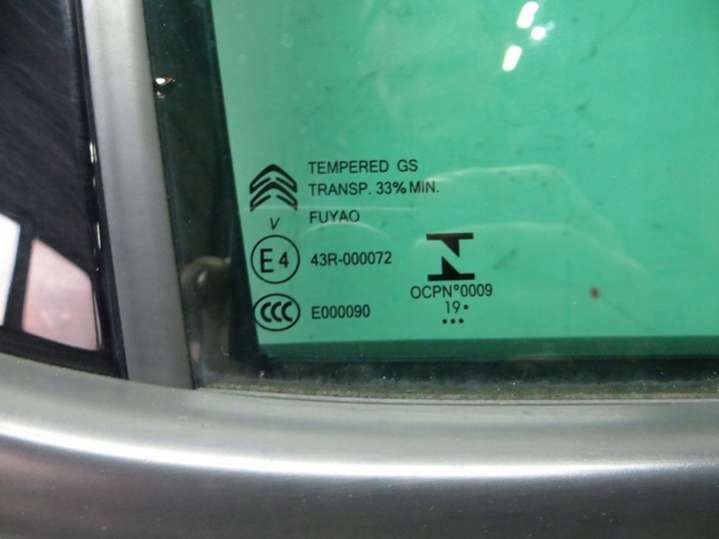 TEMPERED GS
TRANSP. 33% MIN.
V FUYAO
E4 43R-000072
CCC E000090
N
OCPN°0009
19•
•••